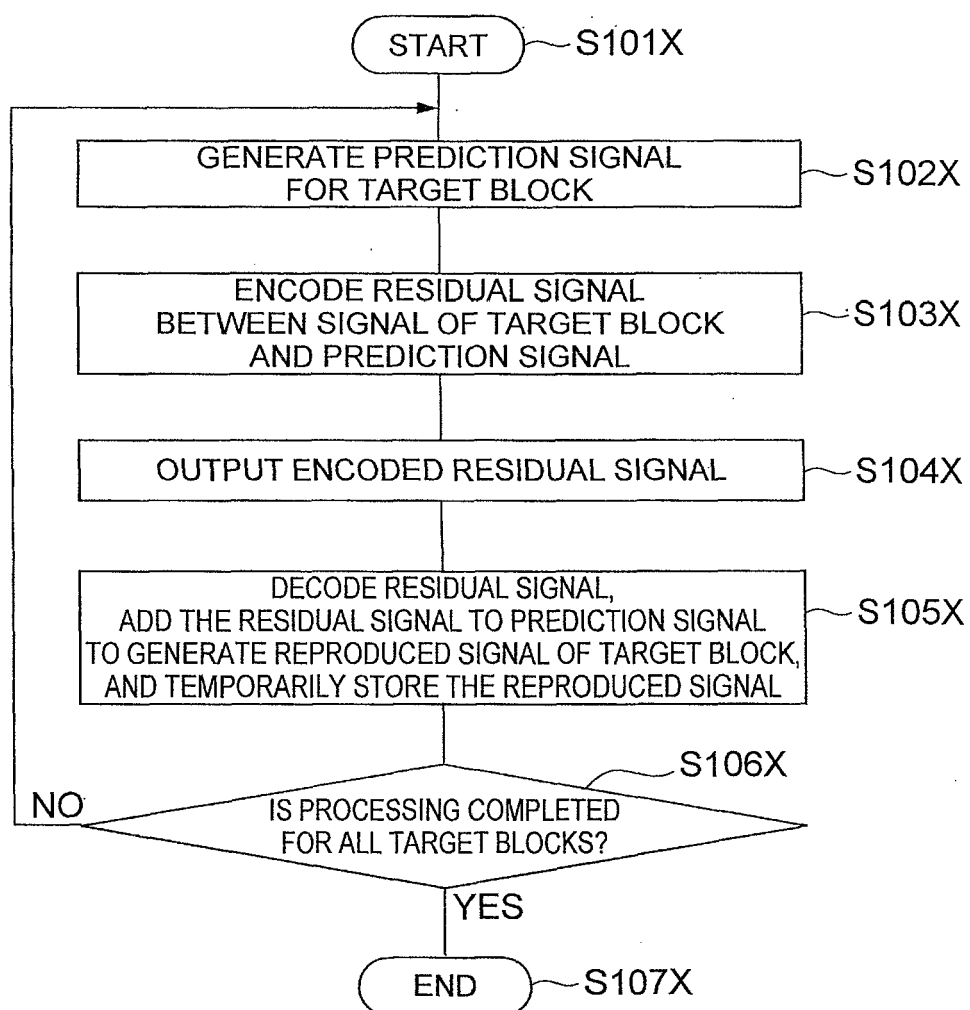 START
S101X
GENERATE PREDICTION SIGNAL
FOR TARGET BLOCK
S102X
ENCODE RESIDUAL SIGNAL
BETWEEN SIGNAL OF TARGET BLOCK
AND PREDICTION SIGNAL
S103X
OUTPUT ENCODED RESIDUAL SIGNAL
S104X
DECODE RESIDUAL SIGNAL,
ADD THE RESIDUAL SIGNAL TO PREDICTION SIGNAL
TO GENERATE REPRODUCED SIGNAL OF TARGET BLOCK,
AND TEMPORARILY STORE THE REPRODUCED SIGNAL
S105X
S106X
NO
IS PROCESSING COMPLETED
FOR ALL TARGET BLOCKS?
YES
END
S107X